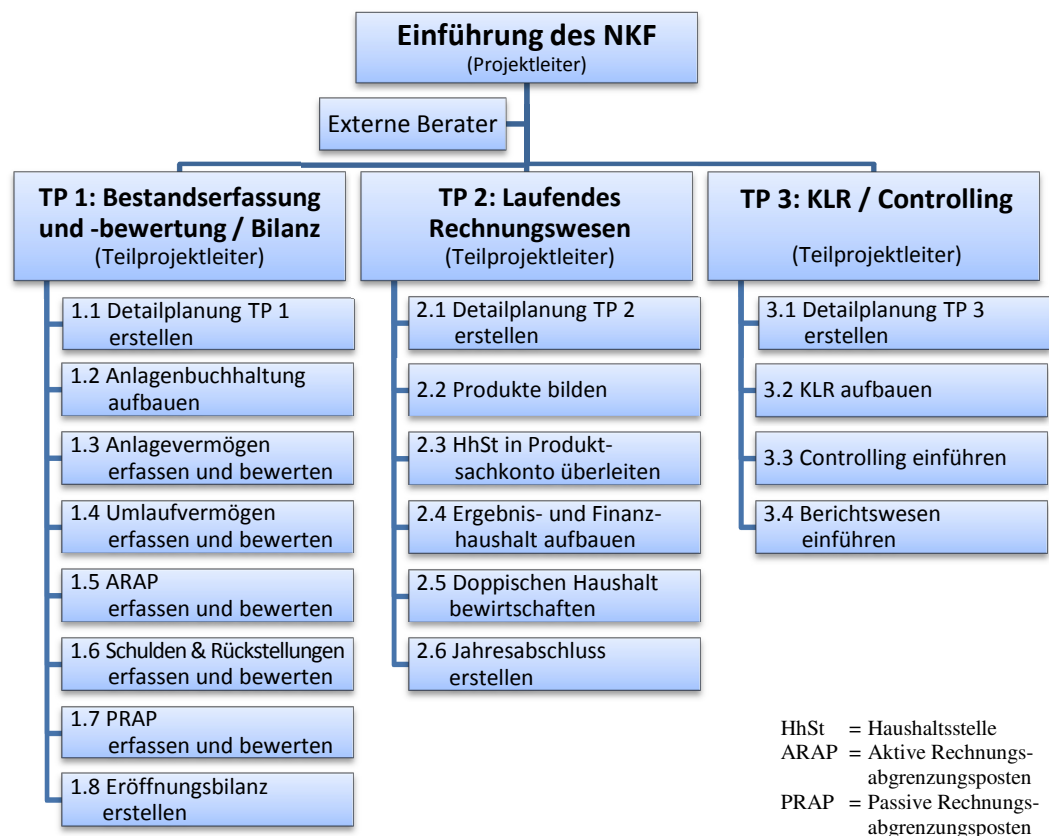 Einführung des NKF
(Projektleiter)
Externe Berater
TP 1: Bestandserfassung
und -bewertung / Bilanz
(Teilprojektleiter)
1.1 Detailplanung TP 1
erstellen
1.2 Anlagenbuchhaltung
aufbauen
1.3 Anlagevermögen
erfassen und bewerten
1.4 Umlaufvermögen
erfassen und bewerten
1.5 ARAP
erfassen und bewerten
1.6 Schulden & Rückstellungen
erfassen und bewerten
1.7 PRAP
erfassen und bewerten
1.8 Eröffnungsbilanz
erstellen
TP 2: Laufendes
Rechnungswesen
(Teilprojektleiter)
2.1 Detailplanung TP 2
erstellen
2.2 Produkte bilden
2.3 HhSt in Produkt-
sachkonto überleiten
2.4 Ergebnis- und Finanz-
haushalt aufbauen
2.5 Doppischen Haushalt
bewirtschaften
2.6 Jahresabschluss
erstellen
TP 3: KLR / Controlling
(Teilprojektleiter)
3.1 Detailplanung TP 3
erstellen
3.2 KLR aufbauen
3.3 Controlling einführen
3.4 Berichtswesen
einführen
HhSt = Haushaltsstelle
ARAP = Aktive Rechnungs-
abgrenzungsposten
PRAP = Passive Rechnungs-
abgrenzungsposten